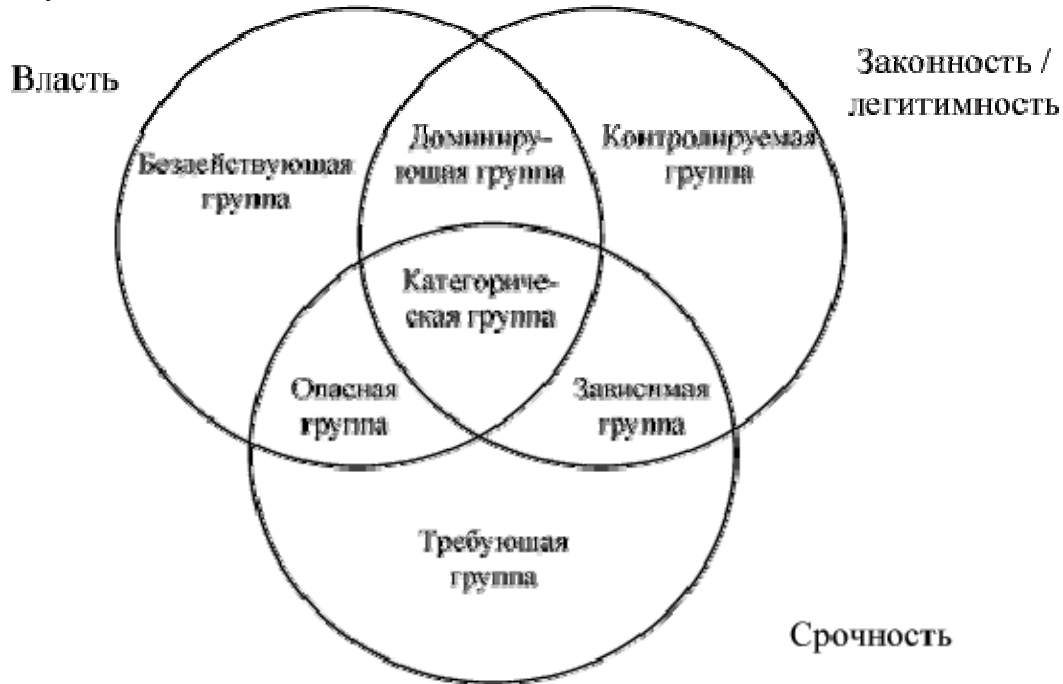 Власть
Законность /
легитимность
Бездействующая
группа
Доминиру-
ющая группа
Контролируемая
группа
Категориче-
ская группа
Опасная
группа
Зависимая
группа
Требующая
группа
Срочность